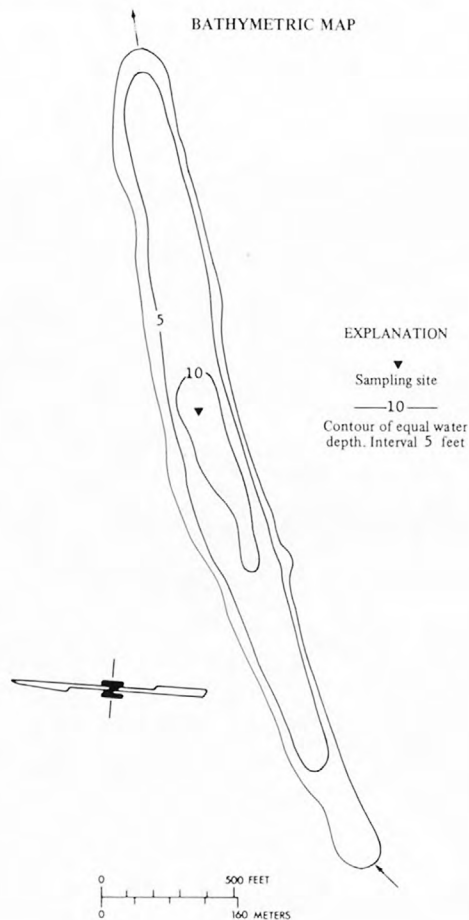 BATHYMETRIC MAP
5
10
EXPLANATION
Sampling site
10
Contour of equal water
depth. Interval 5 feet
0 500 FEET
0 160 METERS